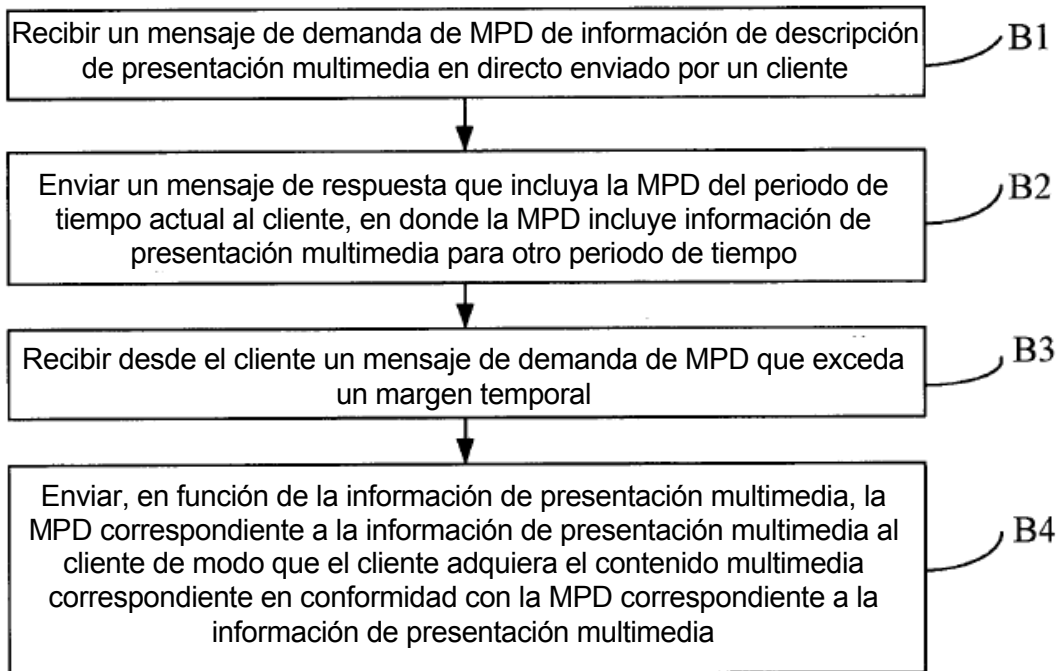 Recibir un mensaje de demanda de MPD de información de descripción
de presentación multimedia en directo enviado por un cliente
B1
Enviar un mensaje de respuesta que incluya la MPD del periodo de
tiempo actual al cliente, en donde la MPD incluye información de
presentación multimedia para otro periodo de tiempo
B2
Recibir desde el cliente un mensaje de demanda de MPD que exceda
un margen temporal
B3
Enviar, en función de la información de presentación multimedia, la
MPD correspondiente a la información de presentación multimedia al
cliente de modo que el cliente adquiera el contenido multimedia
correspondiente en conformidad con la MPD correspondiente a la
información de presentación multimedia
B4